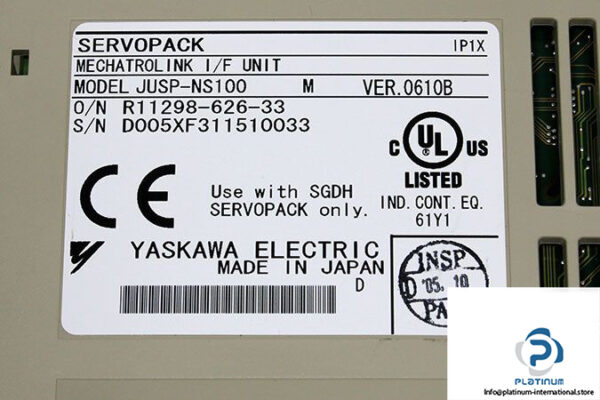 SERVOPACK IP1X
MECHATROLINK I/F UNIT
MODEL JUSP-NS100 M VER.0610B
O/N R11298-626-33
S/N D005XF311510033
C UL US
LISTED
IND. CONT. EQ.
61Y1
CE
Use with SGDH
SERVOPACK only.
YASKAWA ELECTRIC
MADE IN JAPAN
D
INSP
D '05. 10
PA
PLATINUM
Info@platinum-international.store